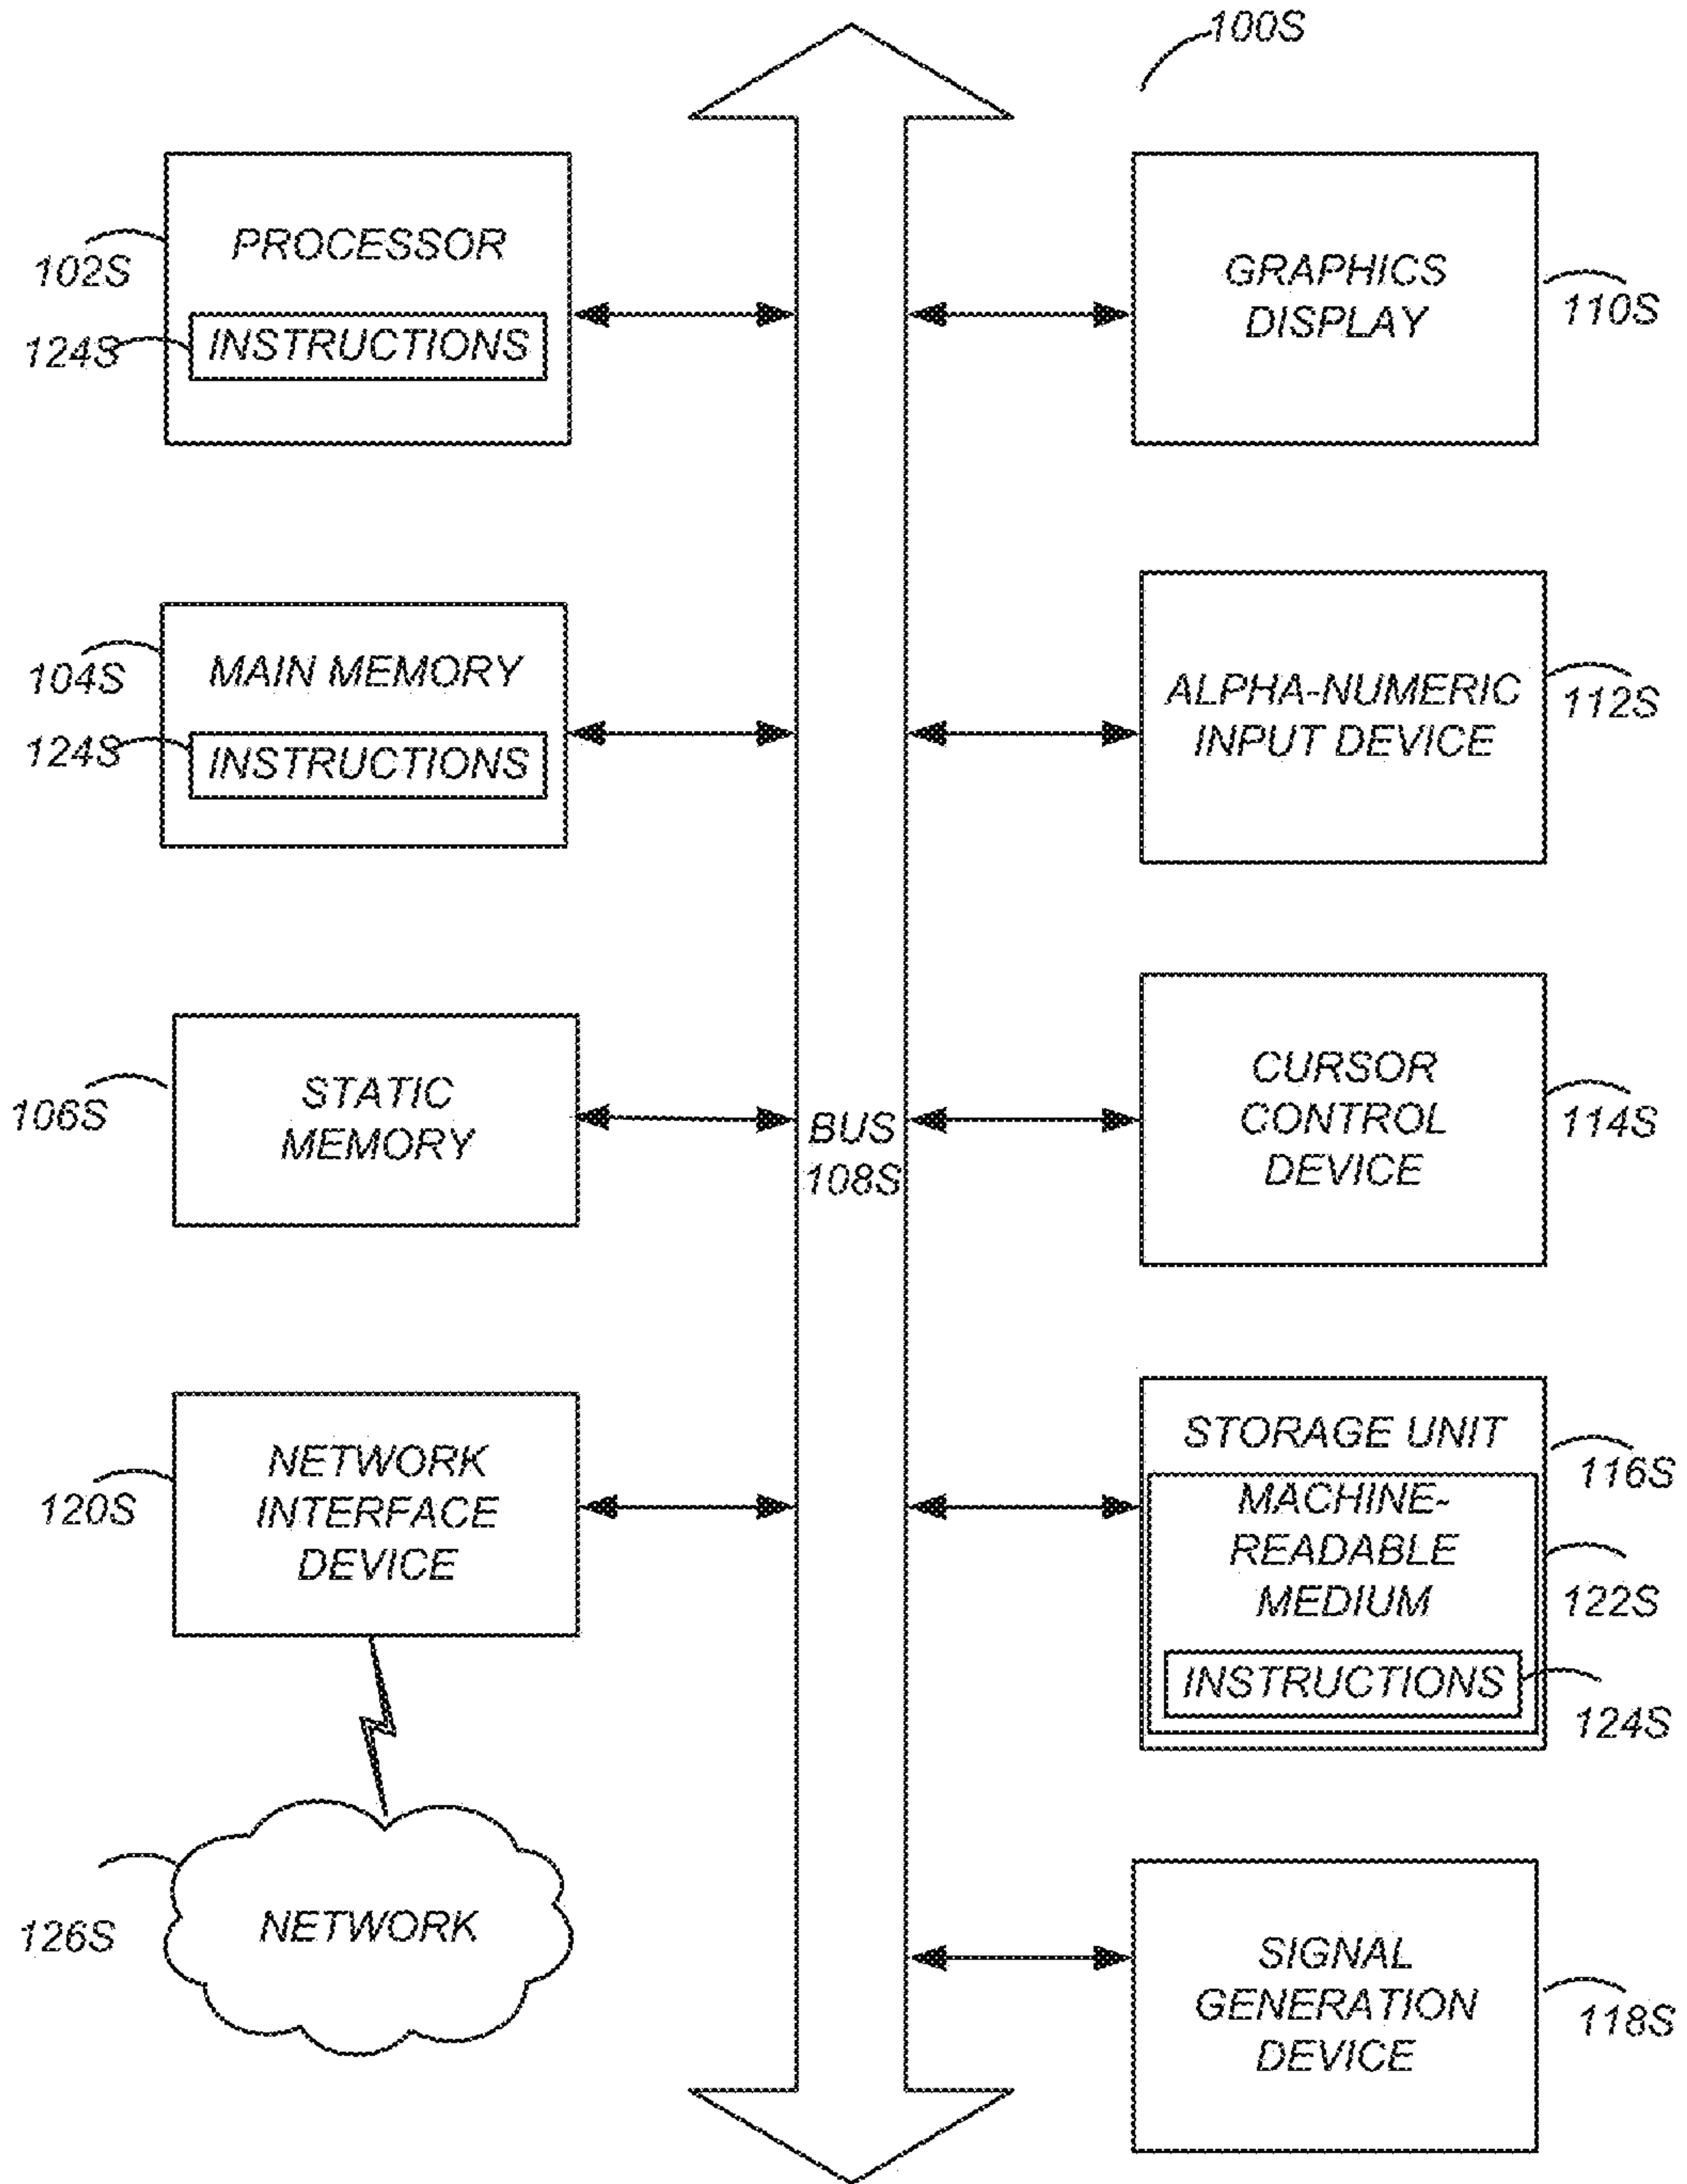 100S
PROCESSOR
102S
124S
INSTRUCTIONS
GRAPHICS
DISPLAY
110S
MAIN MEMORY
104S
124S
INSTRUCTIONS
ALPHA-NUMERIC
INPUT DEVICE
112S
STATIC
MEMORY
106S
BUS
108S
CURSOR
CONTROL
DEVICE
114S
NETWORK
INTERFACE
DEVICE
120S
STORAGE UNIT
116S
MACHINE-
READABLE
MEDIUM
122S
INSTRUCTIONS
124S
NETWORK
126S
SIGNAL
GENERATION
DEVICE
118S